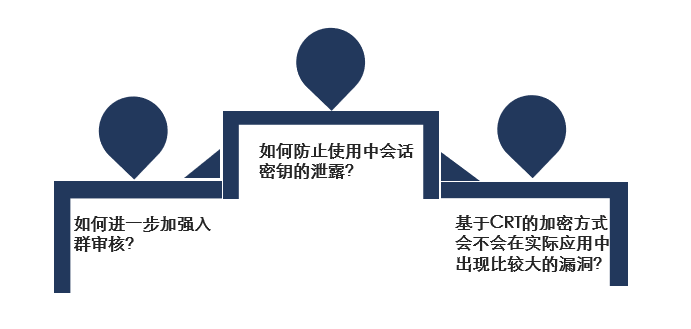 如何防止使用中会话
密钥的泄露?
如何进一步加强入
群审核?
基于CRT的加密方式
会不会在实际应用中
出现比较大的漏洞?